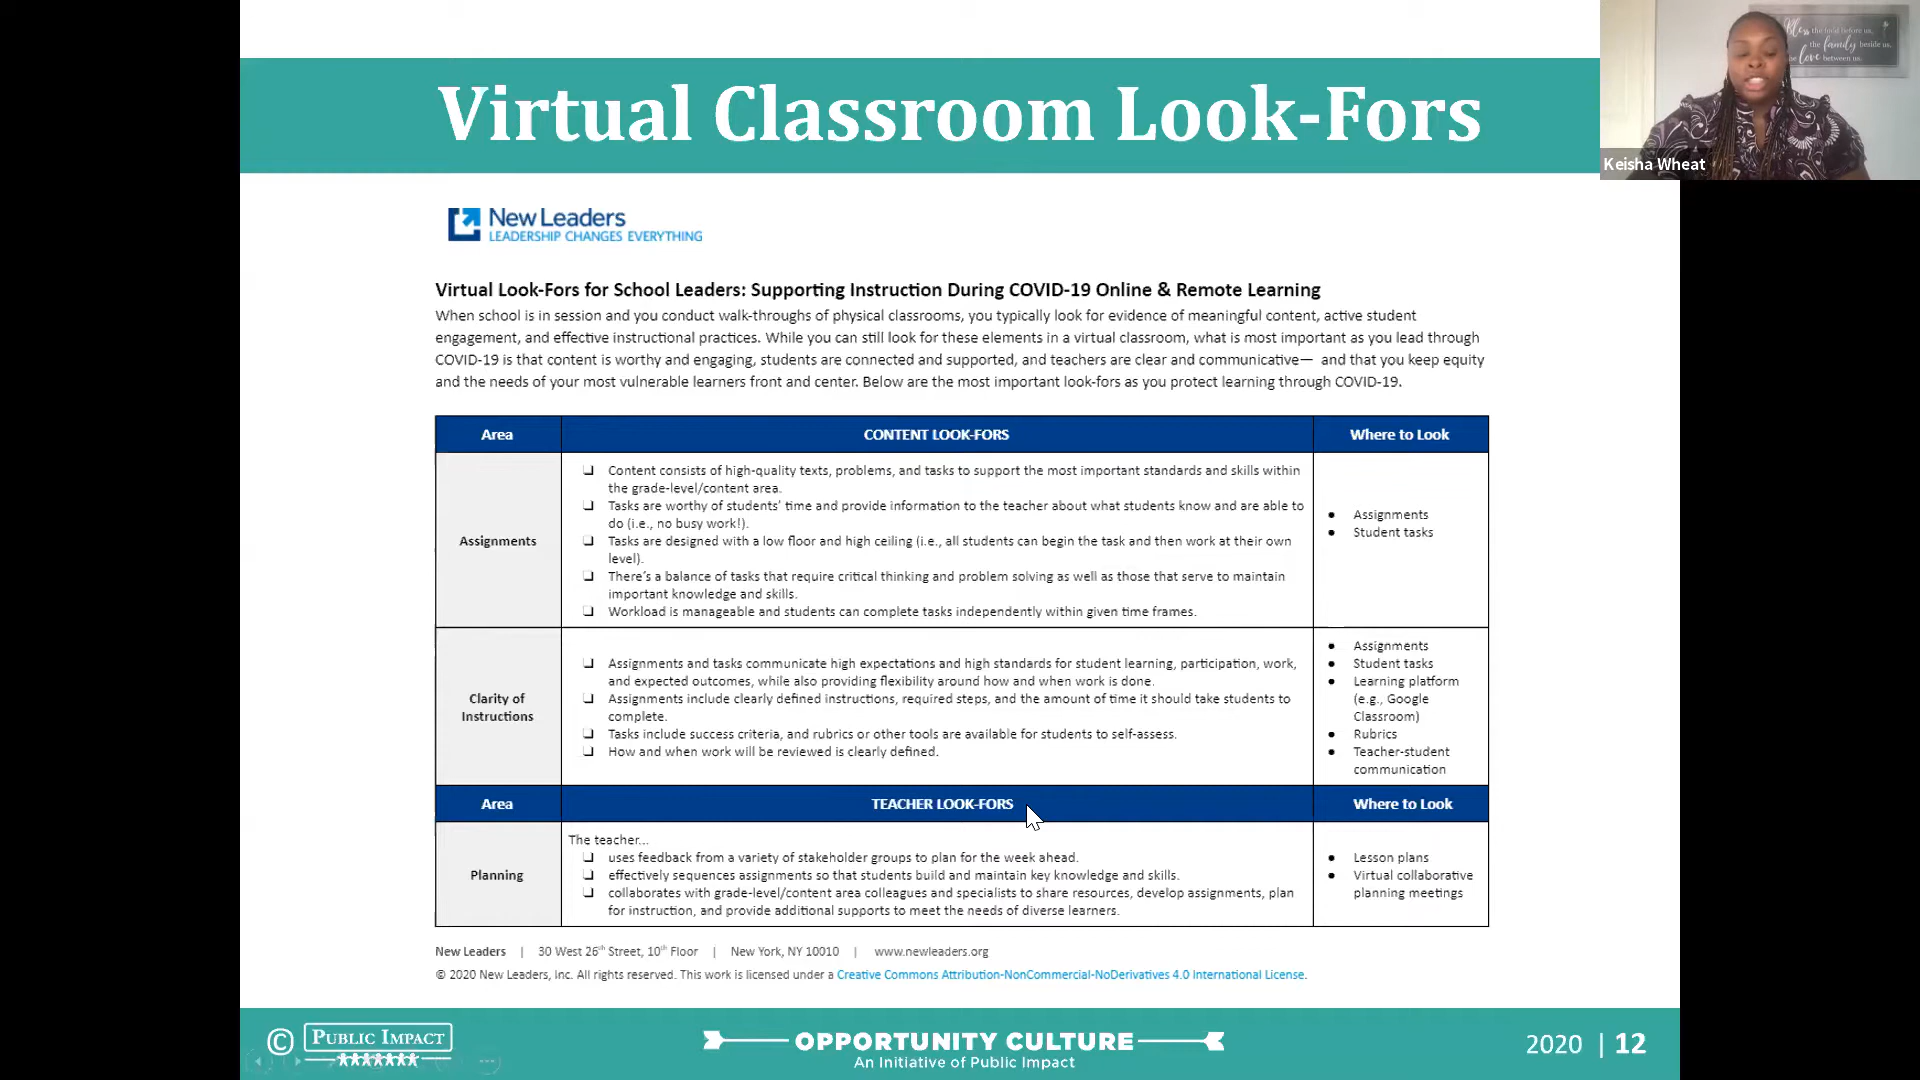 Virtual Classroom Look-Fors
Bless the food before us,
the family beside us,
love between us.
Keisha Wheat
New Leaders
LEADERSHIP CHANGES EVERYTHING
Virtual Look-Fors for School Leaders: Supporting Instruction During COVID-19 Online & Remote Learning
When school is in session and you conduct walk-throughs of physical classrooms, you typically look for evidence of meaningful content, active student
engagement, and effective instructional practices. While you can still look for these elements in a virtual classroom, what is most important as you lead through
COVID-19 is that content is worthy and engaging, students are connected and supported, and teachers are clear and communicative— and that you keep equity
and the needs of your most vulnerable learners front and center. Below are the most important look-fors as you protect learning through COVID-19.
Area
CONTENT LOOK-FORS
Where to Look
Assignments
❏ Content consists of high-quality texts, problems, and tasks to support the most important standards and skills within
the grade-level/content area.
❏ Tasks are worthy of students' time and provide information to the teacher about what students know and are able to
do (i.e., no busy work!).
❏ Tasks are designed with a low floor and high ceiling (i.e., all students can begin the task and then work at their own
level).
❏ There's a balance of tasks that require critical thinking and problem solving as well as those that serve to maintain
important knowledge and skills.
❏ Workload is manageable and students can complete tasks independently within given time frames.
● Assignments
● Student tasks
Clarity of
Instructions
❏ Assignments and tasks communicate high expectations and high standards for student learning, participation, work,
and expected outcomes, while also providing flexibility around how and when work is done.
❏ Assignments include clearly defined instructions, required steps, and the amount of time it should take students to
complete.
❏ Tasks include success criteria, and rubrics or other tools are available for students to self-assess.
❏ How and when work will be reviewed is clearly defined.
● Assignments
● Student tasks
● Learning platform
(e.g., Google
Classroom)
● Rubrics
● Teacher-student
communication
Area
TEACHER LOOK-FORS
Where to Look
Planning
The teacher...
❏ uses feedback from a variety of stakeholder groups to plan for the week ahead.
❏ effectively sequences assignments so that students build and maintain key knowledge and skills.
❏ collaborates with grade-level/content area colleagues and specialists to share resources, develop assignments, plan
for instruction, and provide additional supports to meet the needs of diverse learners.
● Lesson plans
● Virtual collaborative
planning meetings
New Leaders | 30 West 26th Street, 10th Floor | New York, NY 10010 | www.newleaders.org
© 2020 New Leaders, Inc. All rights reserved. This work is licensed under a Creative Commons Attribution-NonCommercial-NoDerivatives 4.0 International License.
© PUBLIC IMPACT
OPPORTUNITY CULTURE
An Initiative of Public Impact
2020 | 12